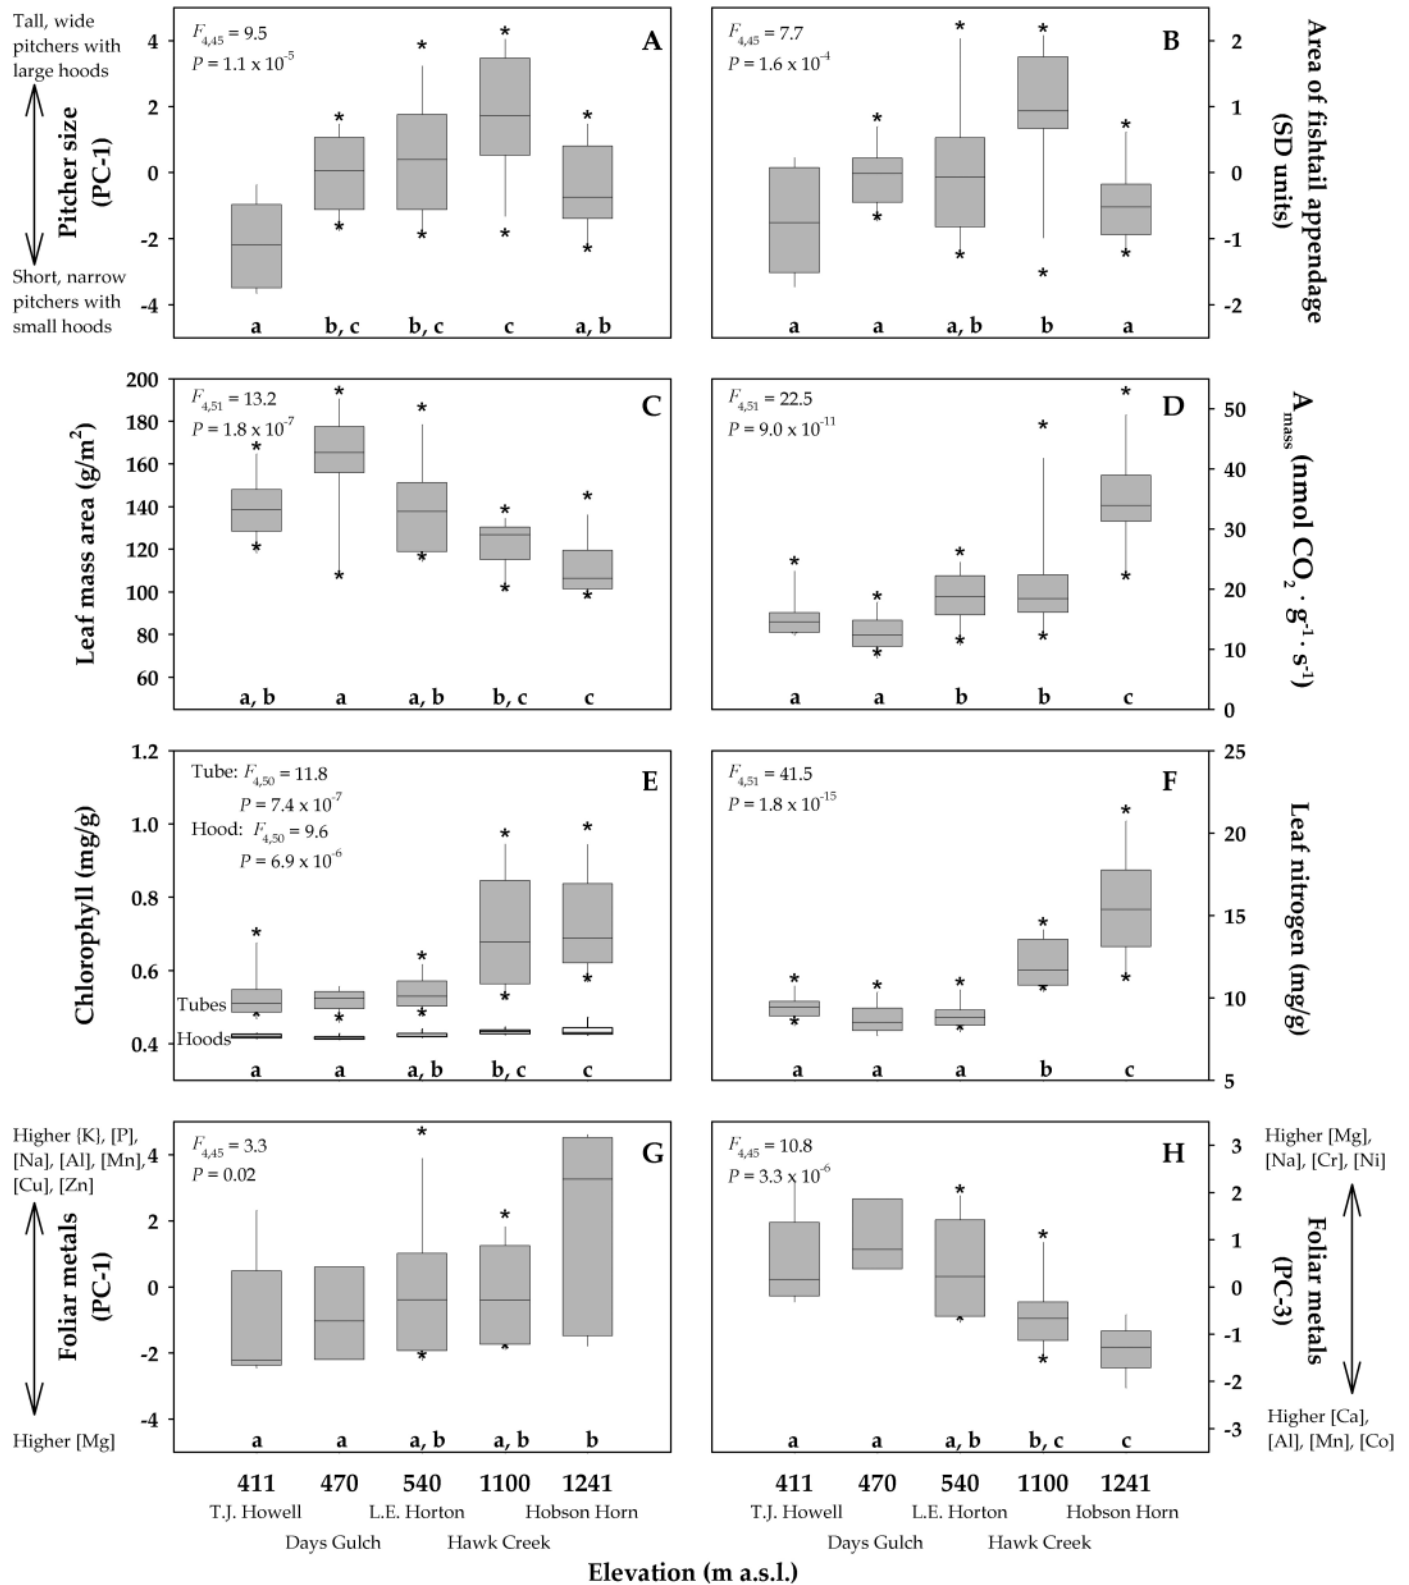 Tall, wide
pitchers with
large hoods
Pitcher size
(PC-1)
Short, narrow
pitchers with
small hoods
4
2
0
-2
-4
F4,45 = 9.5
P = 1.1 x 10-5
A
* * * * * * * *
a b, c b, c c a, b
F4,45 = 7.7
P = 1.6 x 10-4
B
* * * * * * * *
a a a, b b a
2
1
0
-1
-2
Area of fishtail appendage
(SD units)
Leaf mass area (g/m2)
200
180
160
140
120
100
80
60
F4,51 = 13.2
P = 1.8 x 10-7
C
* * * * * * * * * *
a, b a a, b b, c c
F4,51 = 22.5
P = 9.0 x 10-11
D
* * * * * * * * *
a a b b c
50
40
30
20
10
0
Amass (nmol CO2 · g-1 · s-1)
Chlorophyll (mg/g)
1.2
1.0
0.8
0.6
0.4
Tube: F4,50 = 11.8
P = 7.4 x 10-7
Hood: F4,50 = 9.6
P = 6.9 x 10-6
E
* * * * * * * * *
Tubes
Hoods
a a a, b b, c c
F4,51 = 41.5
P = 1.8 x 10-15
F
* * * * * * * * *
a a a b c
25
20
15
10
5
Leaf nitrogen (mg/g)
Higher {K}, [P],
[Na], [Al], [Mn],
[Cu], [Zn]
Foliar metals
(PC-1)
Higher [Mg]
4
2
0
-2
-4
F4,45 = 3.3
P = 0.02
G
* * * *
a a a, b a, b b
F4,45 = 10.8
P = 3.3 x 10-6
H
* * * *
a a a, b b, c c
3
2
1
0
-1
-2
-3
Higher [Mg],
[Na], [Cr], [Ni]
Foliar metals
(PC-3)
Higher [Ca],
[Al], [Mn], [Co]
411 470 540 1100 1241
T.J. Howell L.E. Horton Hobson Horn
Days Gulch Hawk Creek
411 470 540 1100 1241
T.J. Howell L.E. Horton Hobson Horn
Days Gulch Hawk Creek
Elevation (m a.s.l.)